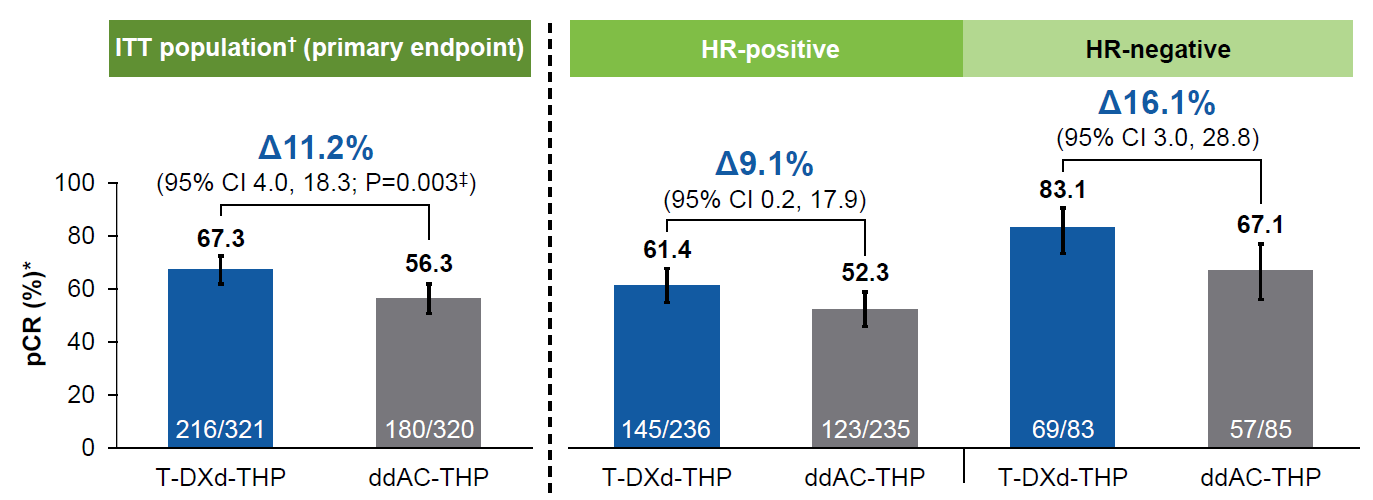 ITT population† (primary endpoint)
HR-positive
HR-negative
Δ11.2%
(95% CI 4.0, 18.3; P=0.003‡)
Δ9.1%
(95% CI 0.2, 17.9)
Δ16.1%
(95% CI 3.0, 28.8)
pCR (%)*
100
80
60
40
20
0
67.3
56.3
61.4
52.3
83.1
67.1
216/321
180/320
145/236
123/235
69/83
57/85
T-DXd-THP
ddAC-THP
T-DXd-THP
ddAC-THP
T-DXd-THP
ddAC-THP